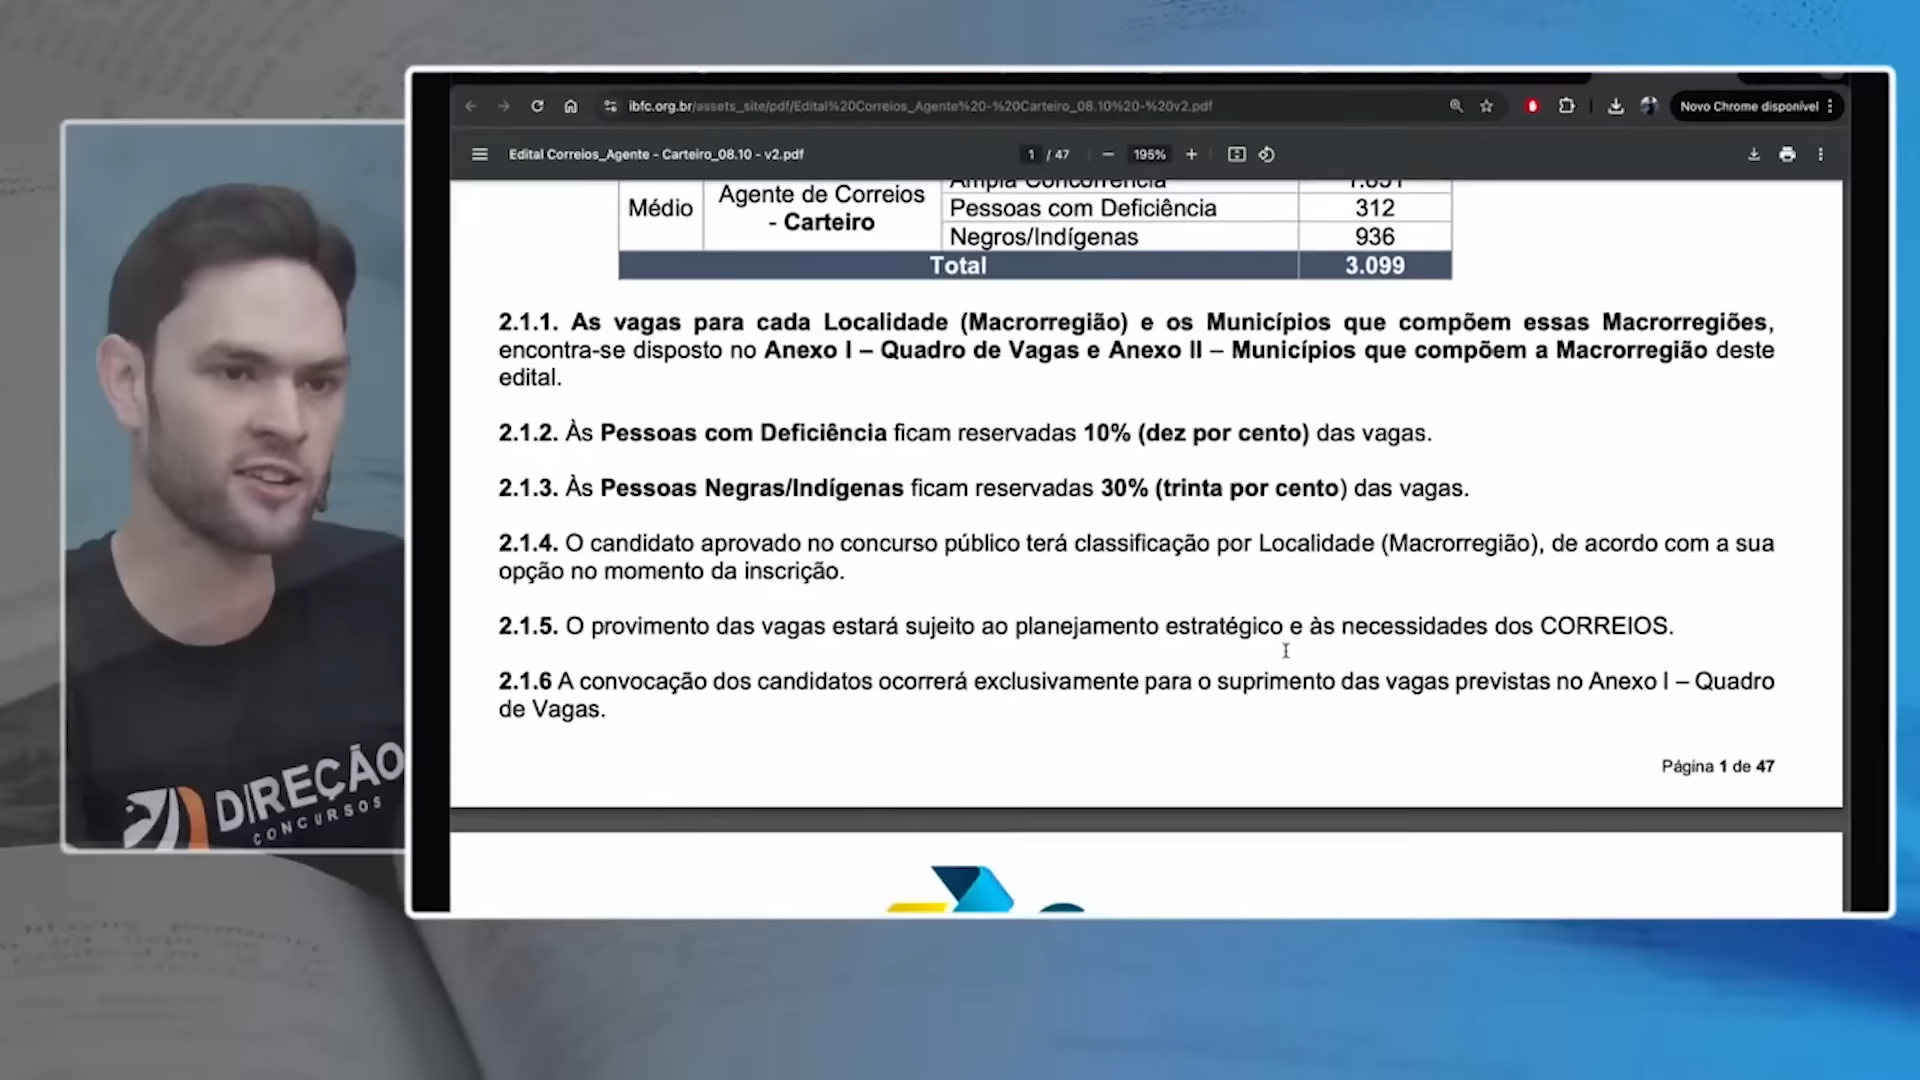 ibfc.org.br/assets_site/pdf/Edital%20Correios_Agente%20-%20Carteiro_08.10%20-%20v2.pdf
Novo Chrome disponível
Edital Correios_Agente - Carteiro_08.10 - v2.pdf
1 / 47
195%
Ampla Concorrência 1.851
Médio
Agente de Correios
- Carteiro
Pessoas com Deficiência 312
Negros/Indígenas 936
Total 3.099
2.1.1. As vagas para cada Localidade (Macrorregião) e os Municípios que compõem essas Macrorregiões,
encontra-se disposto no Anexo I – Quadro de Vagas e Anexo II – Municípios que compõem a Macrorregião deste
edital.
2.1.2. Às Pessoas com Deficiência ficam reservadas 10% (dez por cento) das vagas.
2.1.3. Às Pessoas Negras/Indígenas ficam reservadas 30% (trinta por cento) das vagas.
2.1.4. O candidato aprovado no concurso público terá classificação por Localidade (Macrorregião), de acordo com a sua
opção no momento da inscrição.
2.1.5. O provimento das vagas estará sujeito ao planejamento estratégico e às necessidades dos CORREIOS.
2.1.6 A convocação dos candidatos ocorrerá exclusivamente para o suprimento das vagas previstas no Anexo I – Quadro
de Vagas.
Página 1 de 47
DIREÇÃO
CONCURSOS